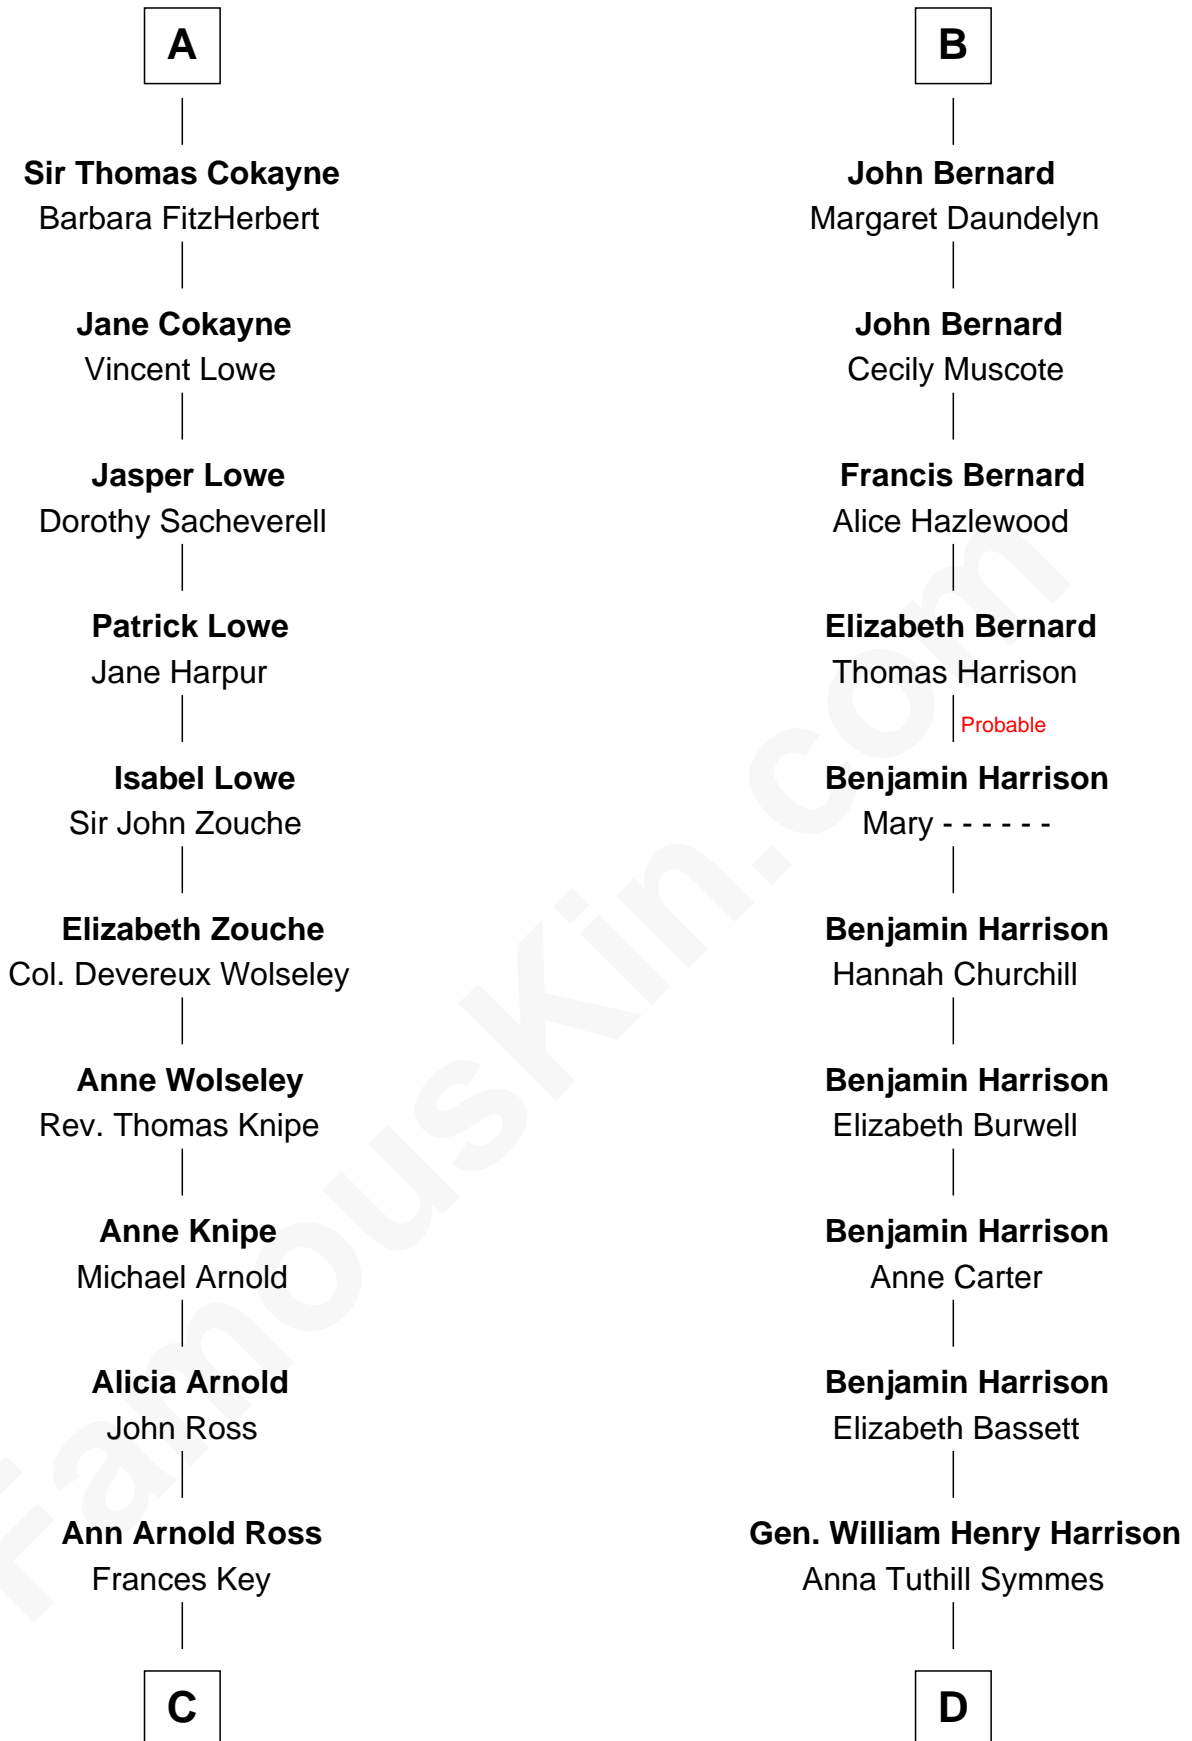 A
Sir Thomas Cokayne
Barbara FitzHerbert
Jane Cokayne
Vincent Lowe
Jasper Lowe
Dorothy Sacheverell
Patrick Lowe
Jane Harpur
Isabel Lowe
Sir John Zouche
Elizabeth Zouche
Col. Devereux Wolseley
Anne Wolseley
Rev. Thomas Knipe
Anne Knipe
Michael Arnold
Alicia Arnold
John Ross
Ann Arnold Ross
Frances Key
C
B
John Bernard
Margaret Daundelyn
John Bernard
Cecily Muscote
Francis Bernard
Alice Hazlewood
Elizabeth Bernard
Thomas Harrison
Probable
Benjamin Harrison
Mary - - - - - -
Benjamin Harrison
Hannah Churchill
Benjamin Harrison
Elizabeth Burwell
Benjamin Harrison
Anne Carter
Benjamin Harrison
Elizabeth Bassett
Gen. William Henry Harrison
Anna Tuthill Symmes
D
FamousKin.com